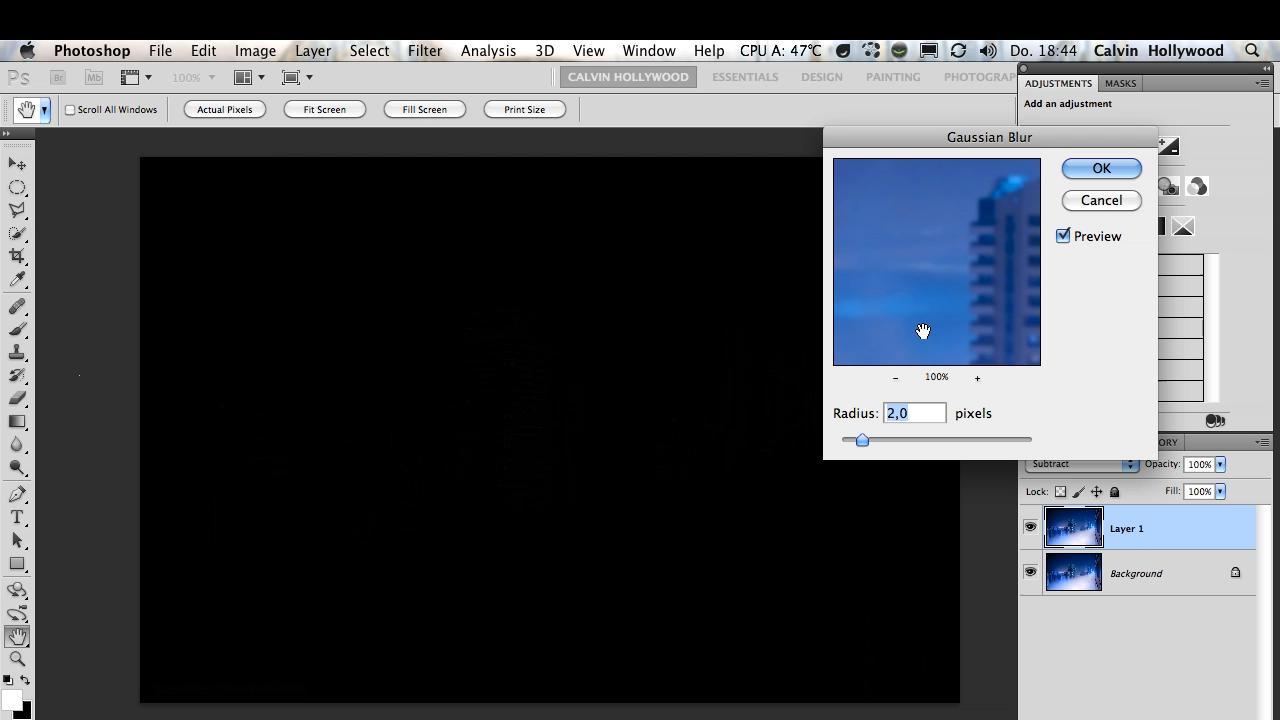 Photoshop File Edit Image Layer Select Filter Analysis 3D View Window Help CPU A: 47°C Do. 18:44 Calvin Hollywood
Ps Br Mb 100% CALVIN HOLLYWOOD ESSENTIALS DESIGN PAINTING PHOTOGRAP
Scroll All Windows Actual Pixels Fit Screen Fill Screen Print Size
ADJUSTMENTS MASKS
Add an adjustment
Gaussian Blur
OK
Cancel
Preview
− 100% +
Radius: 2,0 pixels
ORY
Subtract Opacity: 100%
Lock: Fill: 100%
Layer 1
Background